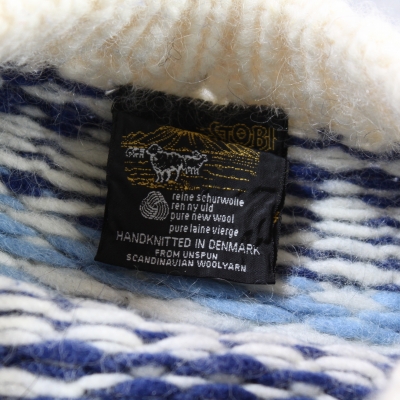 STOBI
reine schurwolle
ren ny uld
pure new wool
pure laine vierge
HANDKNITTED IN DENMARK
FROM UNSPUN
SCANDINAVIAN WOOLYARN